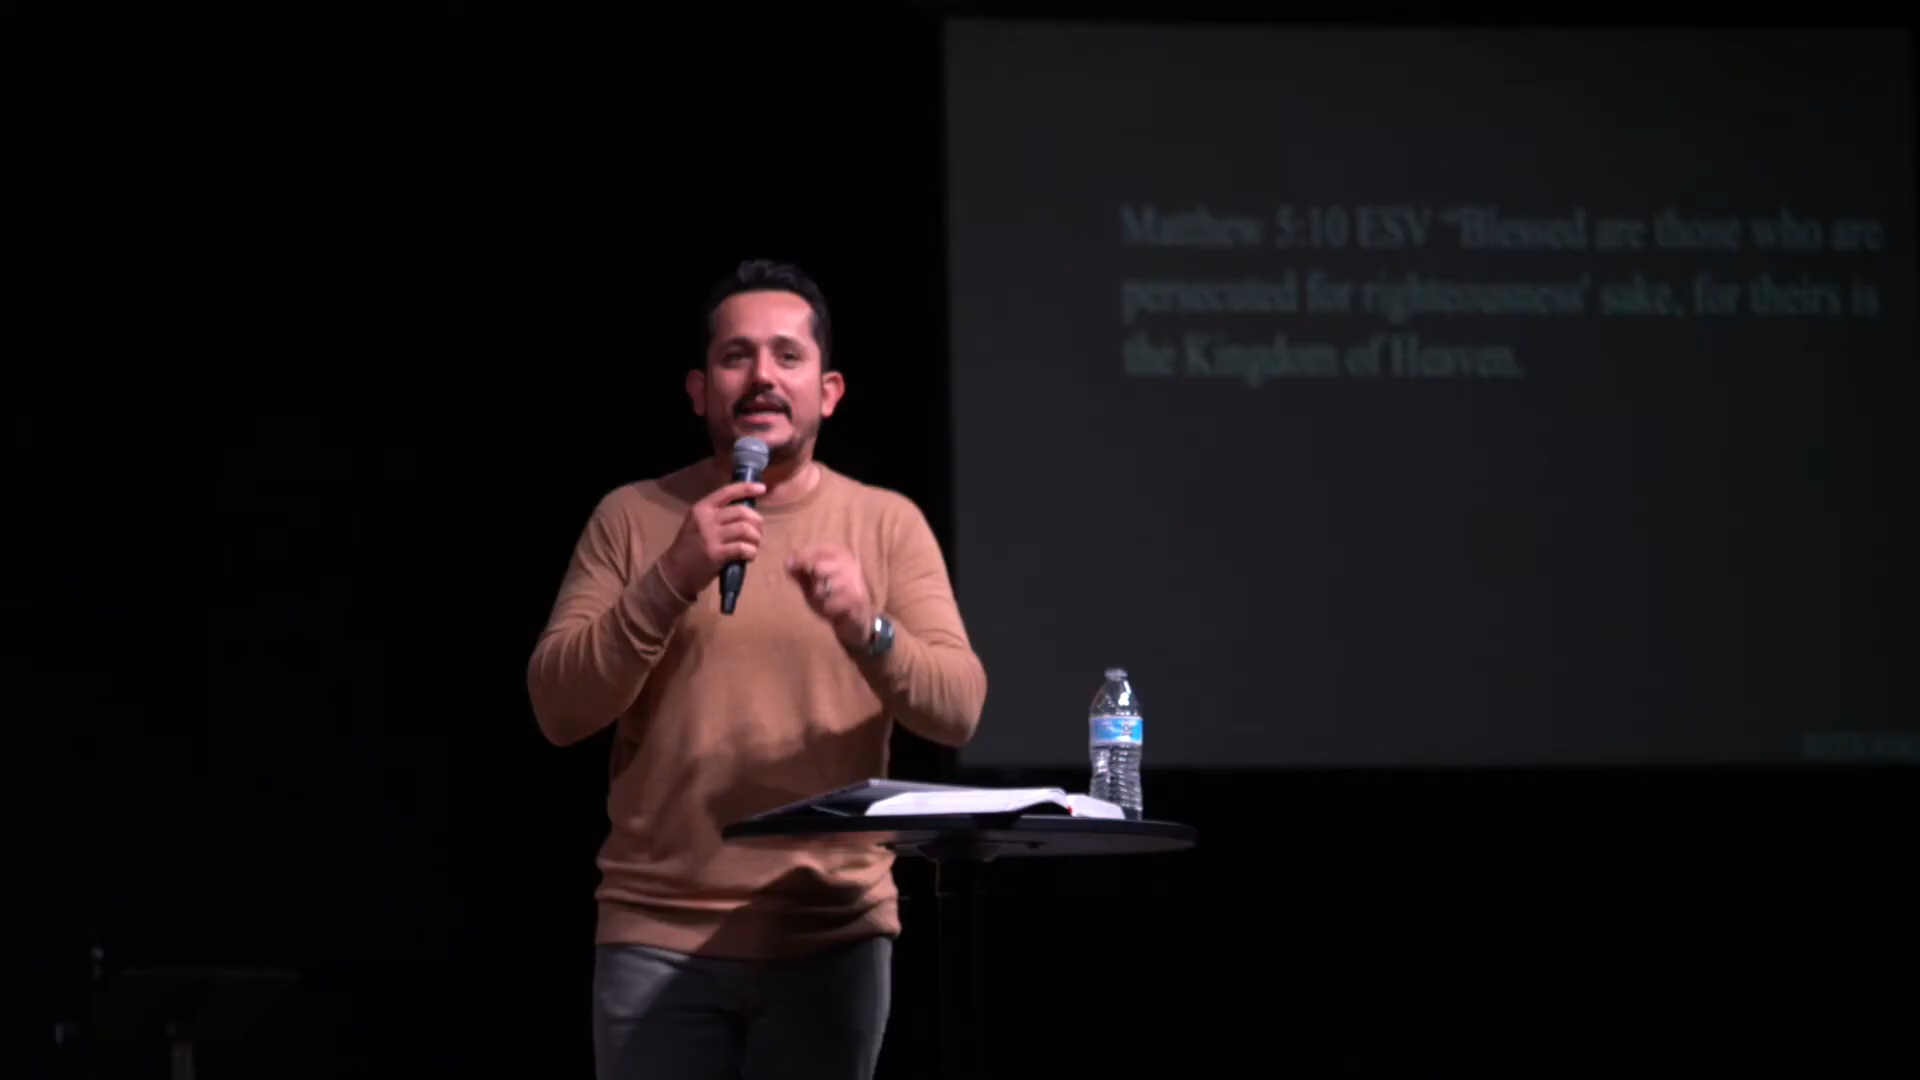 Matthew 5:10 ESV "Blessed are those who are
persecuted for righteousness' sake, for theirs is
the Kingdom of Heaven.